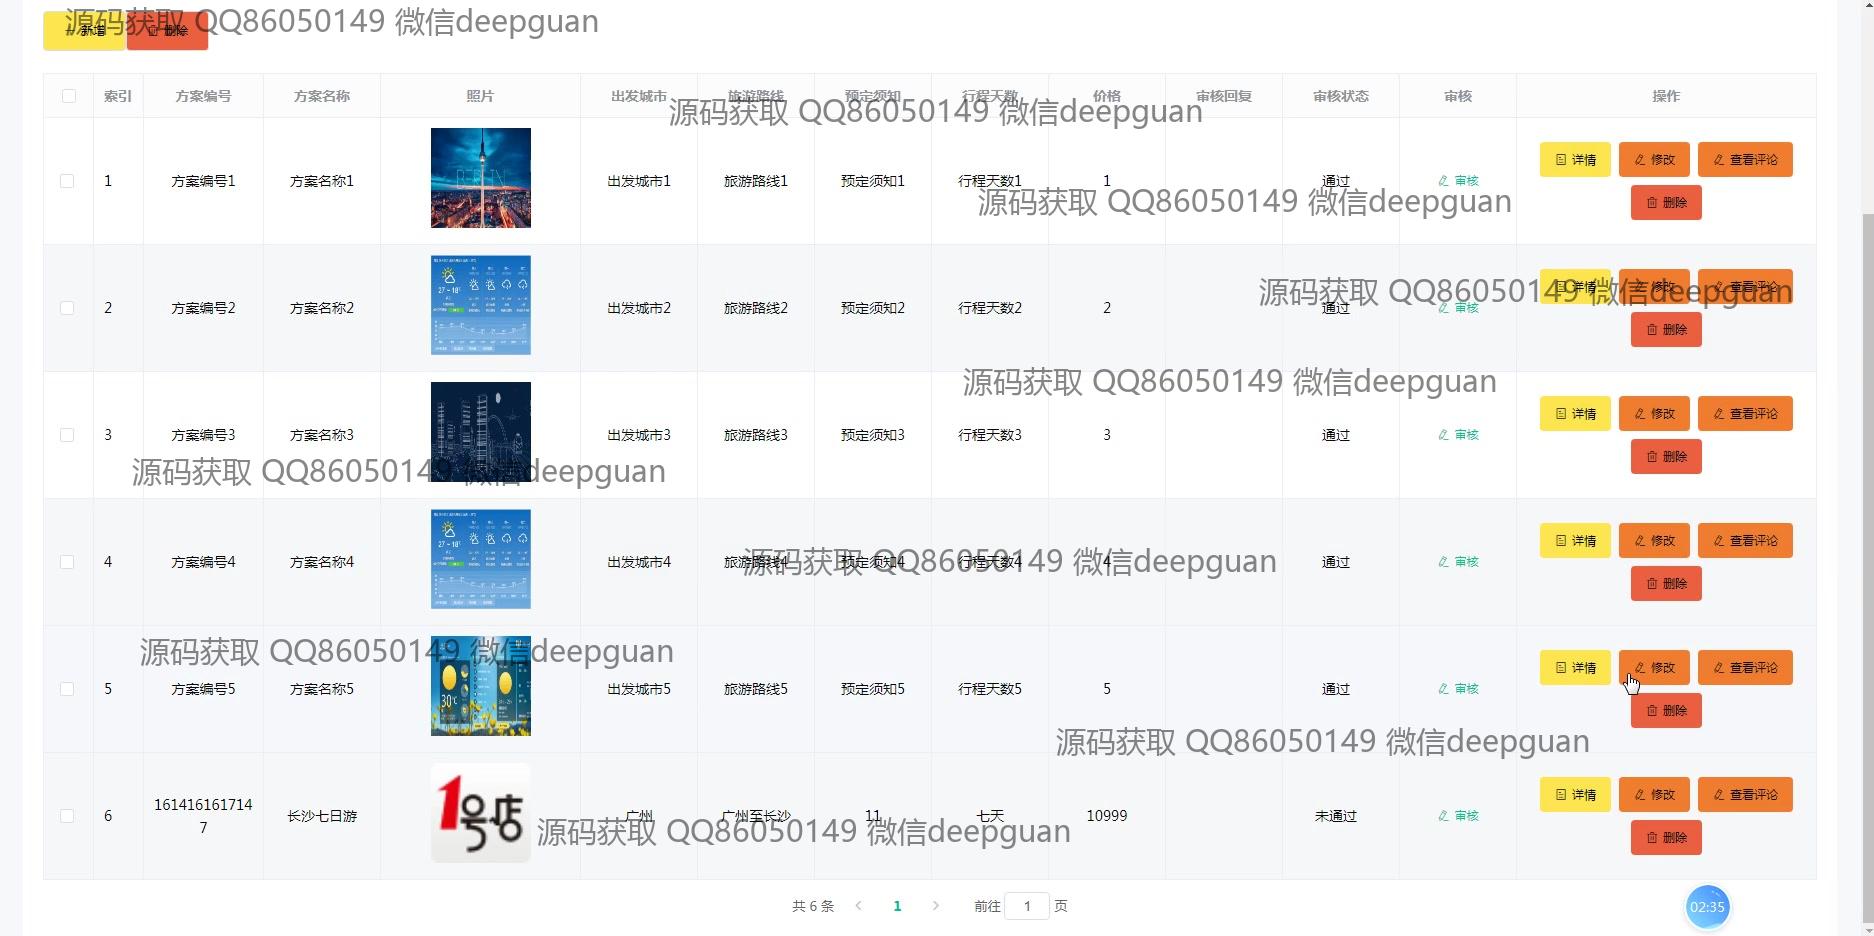 源码获取 QQ86050149 微信deepguan
新增 删除
索引 方案编号 方案名称 照片 出发城市 旅游路线 预定须知 行程天数 价格 审核回复 审核状态 审核 操作
源码获取 QQ86050149 微信deepguan
详情 修改 查看评论
1 方案编号1 方案名称1 BERLIN 出发城市1 旅游路线1 预定须知1 行程天数1 1 通过 审核
源码获取 QQ86050149 微信deepguan
删除
详情 修改 查看评论
源码获取 QQ86050149 微信deepguan
2 方案编号2 方案名称2 27 ~ 18° 出发城市2 旅游路线2 预定须知2 行程天数2 2 通过 审核
删除
源码获取 QQ86050149 微信deepguan
详情 修改 查看评论
3 方案编号3 方案名称3 出发城市3 旅游路线3 预定须知3 行程天数3 3 通过 审核
删除
源码获取 QQ86050149 微信deepguan
详情 修改 查看评论
4 方案编号4 方案名称4 27 ~ 18° 出发城市4 旅游路线4 预定须知4 行程天数4 4 通过 审核
源码获取 QQ86050149 微信deepguan
删除
源码获取 QQ86050149 微信deepguan
详情 修改 查看评论
5 方案编号5 方案名称5 30℃ 出发城市5 旅游路线5 预定须知5 行程天数5 5 通过 审核
删除
源码获取 QQ86050149 微信deepguan
详情 修改 查看评论
6 1614161617147 长沙七日游 1号店 广州 广州至长沙 11 七天 10999 未通过 审核
源码获取 QQ86050149 微信deepguan
删除
共 6 条 1 前往 1 页
02:35